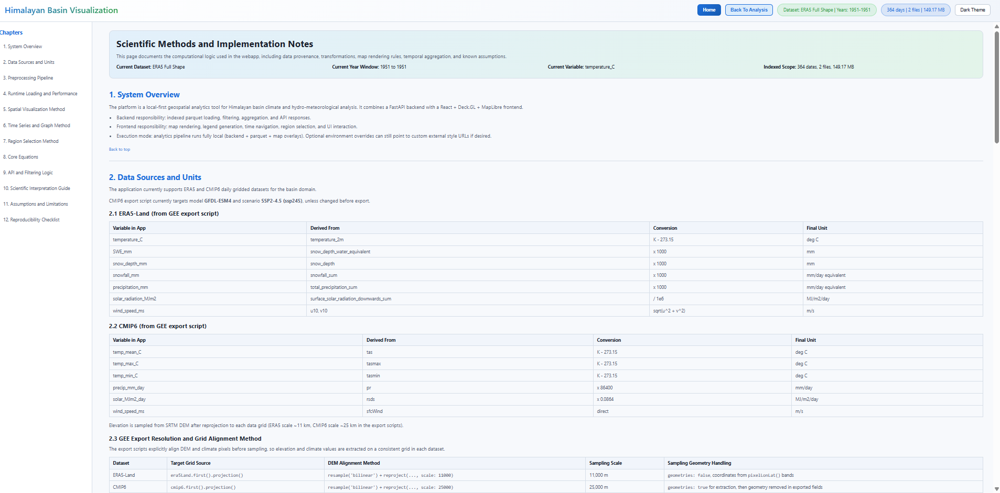 Himalayan Basin Visualization
Home
Back To Analysis
Dataset: ERA5 Full Shape | Years: 1951-1951
364 days | 2 files | 149.17 MB
Dark Theme
Chapters
1. System Overview
2. Data Sources and Units
3. Preprocessing Pipeline
4. Runtime Loading and Performance
5. Spatial Visualization Method
6. Time Series and Graph Method
7. Region Selection Method
8. Core Equations
9. API and Filtering Logic
10. Scientific Interpretation Guide
11. Assumptions and Limitations
12. Reproducibility Checklist
Scientific Methods and Implementation Notes
This page documents the computational logic used in the webapp, including data provenance, transformations, map rendering rules, temporal aggregation, and known assumptions.
Current Dataset: ERA5 Full Shape
Current Year Window: 1951 to 1951
Current Variable: temperature_C
Indexed Scope: 364 dates, 2 files, 149.17 MB
1. System Overview
The platform is a local-first geospatial analytics tool for Himalayan basin climate and hydro-meteorological analysis. It combines a FastAPI backend with a React + Deck.GL + MapLibre frontend.
• Backend responsibility: indexed parquet loading, filtering, aggregation, and API responses.
• Frontend responsibility: map rendering, legend generation, time navigation, region selection, and UI interaction.
• Execution mode: analytics pipeline runs fully local (backend + parquet + map overlays). Optional environment overrides can still point to custom external style URLs if desired.
Back to top
2. Data Sources and Units
The application currently supports ERA5 and CMIP6 daily gridded datasets for the basin domain.
CMIP6 export script currently targets model GFDL-ESM4 and scenario SSP2-4.5 (ssp245), unless changed before export.
2.1 ERA5-Land (from GEE export script)
Variable in App Derived From Conversion Final Unit
temperature_C temperature_2m K - 273.15 deg C
SWE_mm snow_depth_water_equivalent x 1000 mm
snow_depth_mm snow_depth x 1000 mm
snowfall_mm snowfall_sum x 1000 mm/day equivalent
precipitation_mm total_precipitation_sum x 1000 mm/day equivalent
solar_radiation_MJm2 surface_solar_radiation_downwards_sum / 1e6 MJ/m2/day
wind_speed_ms u10, v10 sqrt(u^2 + v^2) m/s
2.2 CMIP6 (from GEE export script)
Variable in App Derived From Conversion Final Unit
temp_mean_C tas K - 273.15 deg C
temp_max_C tasmax K - 273.15 deg C
temp_min_C tasmin K - 273.15 deg C
precip_mm_day pr x 86400 mm/day
solar_MJm2_day rsds x 0.0864 MJ/m2/day
wind_speed_ms sfcWind direct m/s
Elevation is sampled from SRTM DEM after reprojection to each data grid (ERA5 scale ~11 km, CMIP6 scale ~25 km in the export scripts).
2.3 GEE Export Resolution and Grid Alignment Method
The export scripts explicitly align DEM and climate pixels before sampling, so elevation and climate values are extracted on a consistent grid in each dataset.
Dataset Target Grid Source DEM Alignment Method Sampling Scale Sampling Geometry Handling
ERA5-Land era5Land.first().projection() resample('bilinear') + reproject(..., scale: 11000) 11,000 m geometries: false, coordinates from pixelLonLat() bands
CMIP6 cmip6.first().projection() resample('bilinear') + reproject(..., scale: 25000) 25,000 m geometries: true for extraction, then geometry removed in exported fields